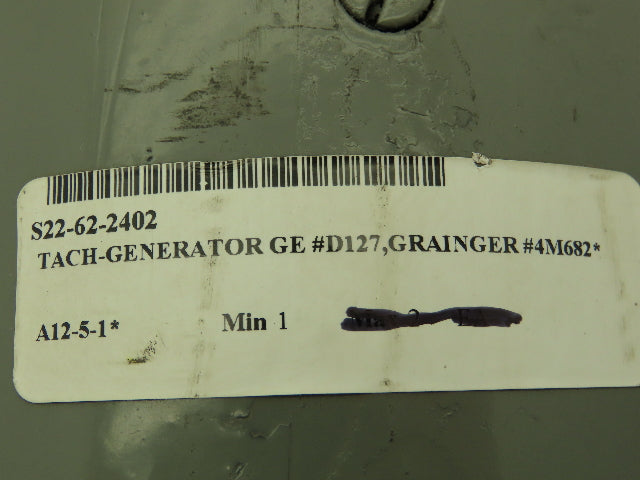 S22-62-2402
TACH-GENERATOR GE #D127,GRAINGER #4M682*
A12-5-1* Min 1